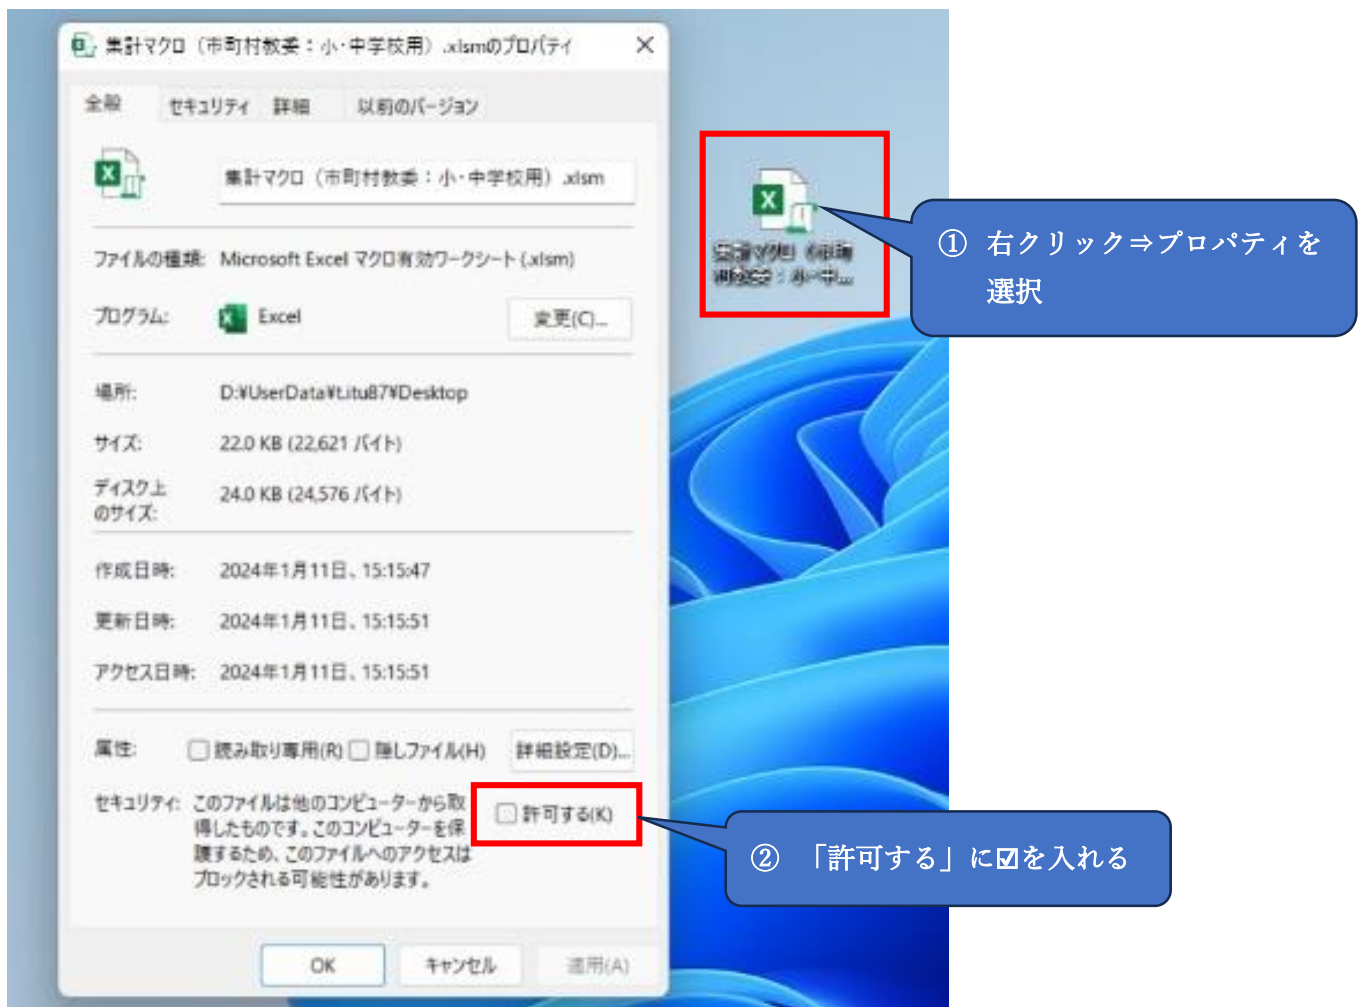 集計マクロ（市町村教委：小・中学校用）.xlsmのプロパティ
全般 セキュリティ 詳細 以前のバージョン
集計マクロ（市町村教委：小・中学校用）.xlsm
ファイルの種類: Microsoft Excel マクロ有効ワークシート (.xlsm)
プログラム: Excel 変更(C)...
場所: D:¥UserData¥t.itu87¥Desktop
サイズ: 22.0 KB (22,621 バイト)
ディスク上
のサイズ:
24.0 KB (24,576 バイト)
作成日時: 2024年1月11日、15:15:47
更新日時: 2024年1月11日、15:15:51
アクセス日時: 2024年1月11日、15:15:51
属性: 読み取り専用(R) 隠しファイル(H) 詳細設定(D)...
セキュリティ: このファイルは他のコンピューターから取
得したものです。このコンピューターを保
護するため、このファイルへのアクセスは
ブロックされる可能性があります。
許可する(K)
OK キャンセル 適用(A)
集計マクロ（市町
村教委：小・中...
① 右クリック⇒プロパティを
選択
② 「許可する」に☑を入れる